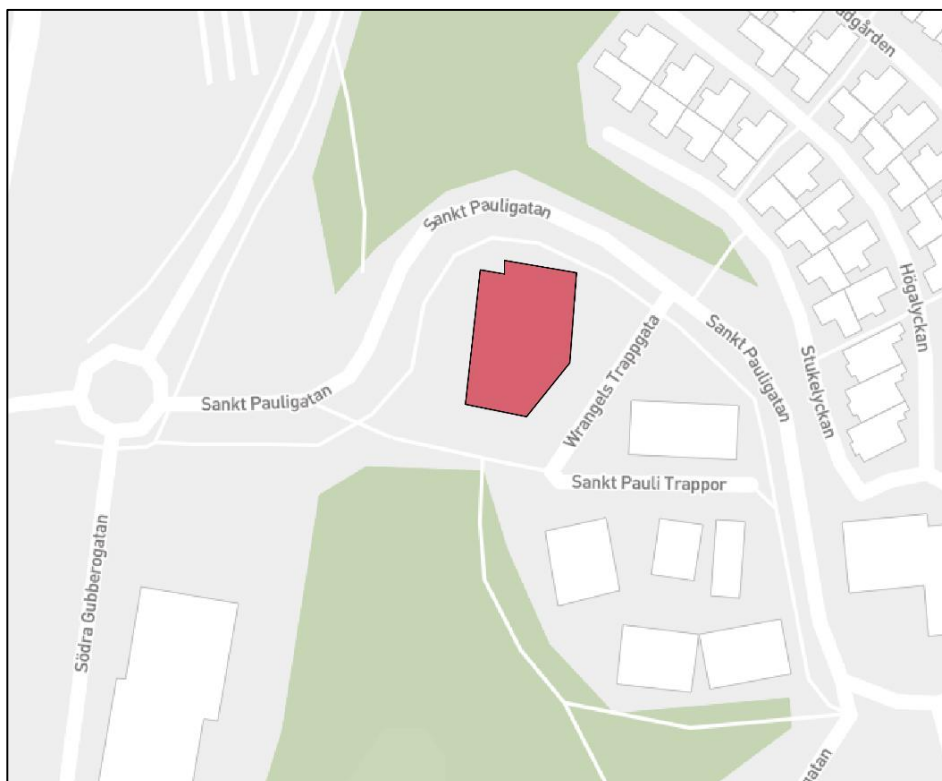 Sankt Pauligatan
Högalyckan
Sankt Pauligatan
Stukelyckan
Wrangels Trappgata
Sankt Pauligatan
Sankt Pauli Trappor
Södra Gubberogatan